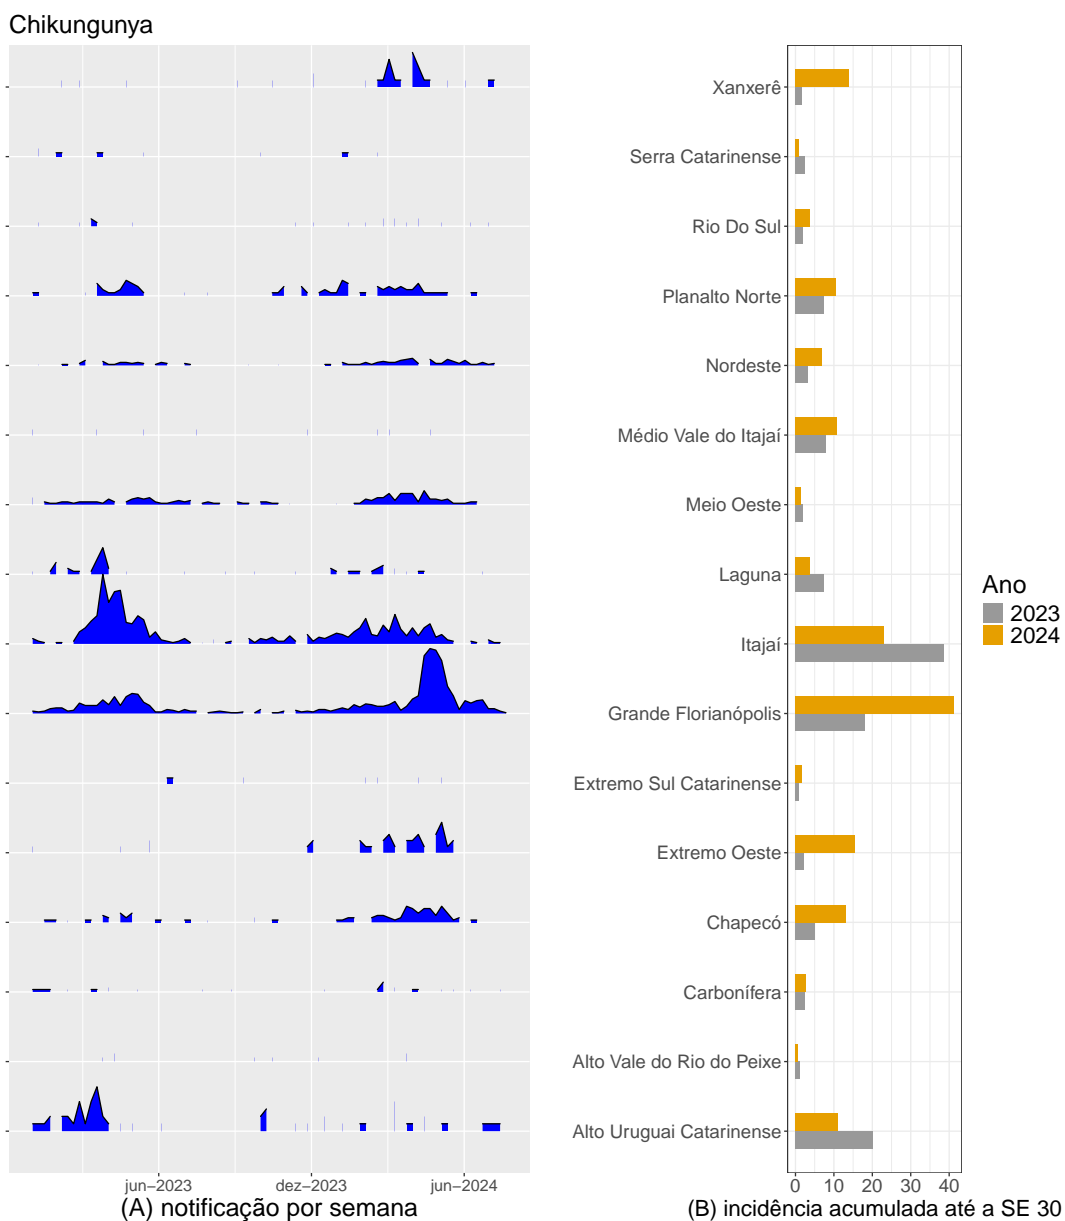 Chikungunya
Xanxerê
Serra Catarinense
Rio Do Sul
Planalto Norte
Nordeste
Médio Vale do Itajaí
Meio Oeste
Laguna
Itajaí
Grande Florianópolis
Extremo Sul Catarinense
Extremo Oeste
Chapecó
Carbonífera
Alto Vale do Rio do Peixe
Alto Uruguai Catarinense
Ano
2023
2024
jun–2023 dez–2023 jun–2024
0 10 20 30 40
(A) notificação por semana
(B) incidência acumulada até a SE 30